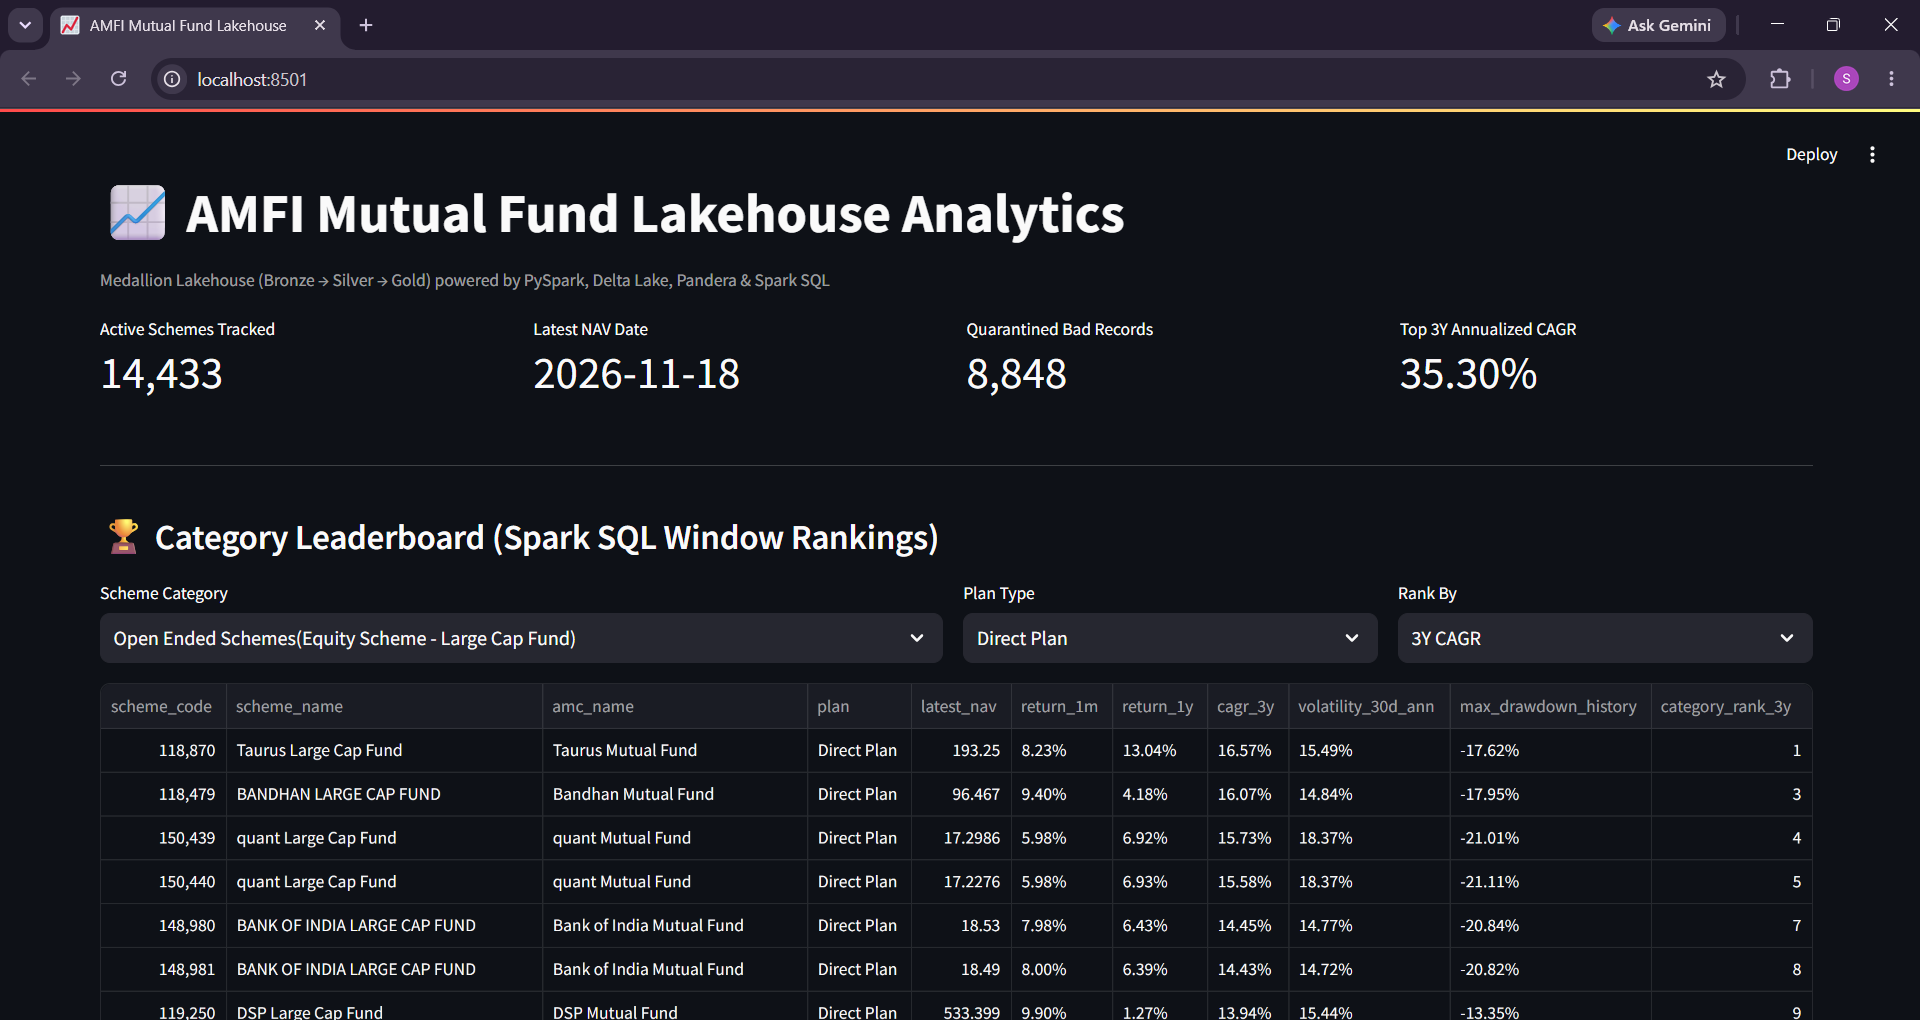 AMFI Mutual Fund Lakehouse
Ask Gemini
localhost:8501
S
Deploy
AMFI Mutual Fund Lakehouse Analytics
Medallion Lakehouse (Bronze → Silver → Gold) powered by PySpark, Delta Lake, Pandera & Spark SQL
Active Schemes Tracked Latest NAV Date Quarantined Bad Records Top 3Y Annualized CAGR
14,433 2026-11-18 8,848 35.30%
Category Leaderboard (Spark SQL Window Rankings)
Scheme Category Plan Type Rank By
Open Ended Schemes(Equity Scheme - Large Cap Fund) Direct Plan 3Y CAGR
scheme_code scheme_name amc_name plan latest_nav return_1m return_1y cagr_3y volatility_30d_ann max_drawdown_history category_rank_3y
118,870 Taurus Large Cap Fund Taurus Mutual Fund Direct Plan 193.25 8.23% 13.04% 16.57% 15.49% -17.62% 1
118,479 BANDHAN LARGE CAP FUND Bandhan Mutual Fund Direct Plan 96.467 9.40% 4.18% 16.07% 14.84% -17.95% 3
150,439 quant Large Cap Fund quant Mutual Fund Direct Plan 17.2986 5.98% 6.92% 15.73% 18.37% -21.01% 4
150,440 quant Large Cap Fund quant Mutual Fund Direct Plan 17.2276 5.98% 6.93% 15.58% 18.37% -21.11% 5
148,980 BANK OF INDIA LARGE CAP FUND Bank of India Mutual Fund Direct Plan 18.53 7.98% 6.43% 14.45% 14.77% -20.84% 7
148,981 BANK OF INDIA LARGE CAP FUND Bank of India Mutual Fund Direct Plan 18.49 8.00% 6.39% 14.43% 14.72% -20.82% 8
119,250 DSP Large Cap Fund DSP Mutual Fund Direct Plan 533.399 9.90% 1.27% 13.94% 15.44% -13.35% 9